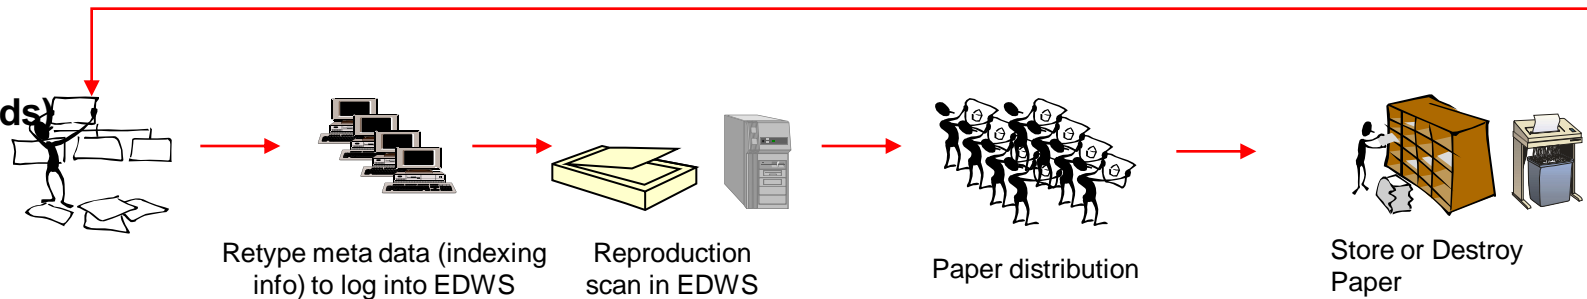 ds)
Retype meta data (indexing
info) to log into EDWS
Reproduction
scan in EDWS
Paper distribution
Store or Destroy
Paper